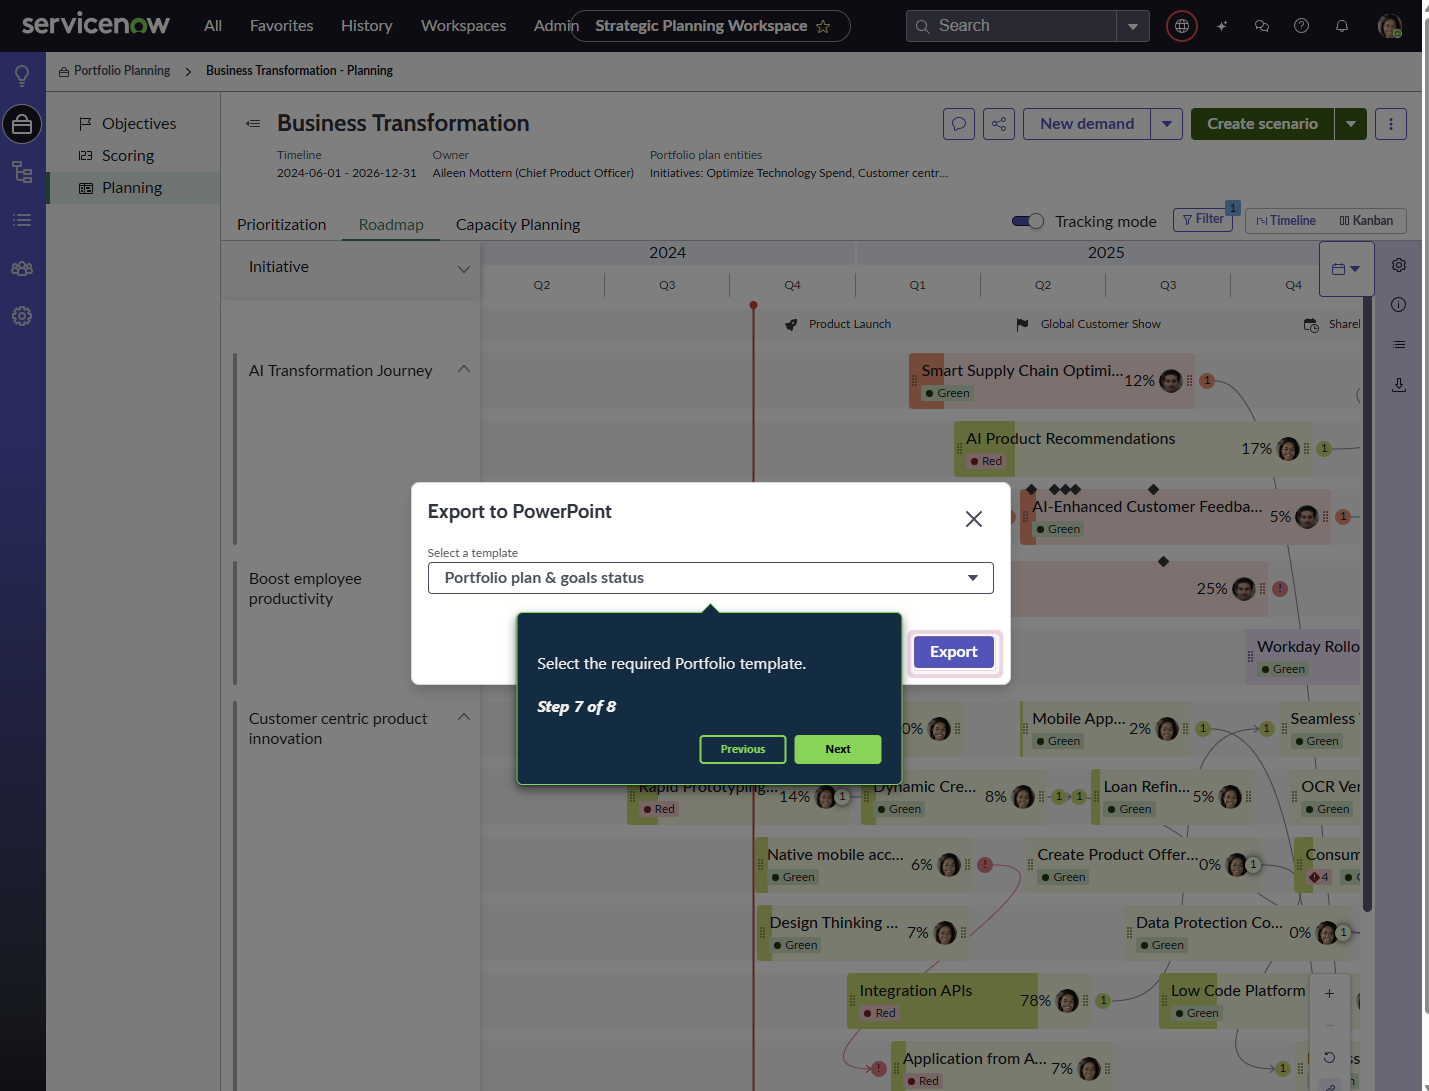 servicenow
All
Favorites
History
Workspaces
Admin
Strategic Planning Workspace
Search
Portfolio Planning
Business Transformation - Planning
Objectives
Scoring
Planning
Business Transformation
Timeline
2024-06-01 - 2026-12-31
Owner
Aileen Mottern (Chief Product Officer)
Portfolio plan entities
Initiatives: Optimize Technology Spend, Customer centr...
New demand
Create scenario
Prioritization
Roadmap
Capacity Planning
Tracking mode
Filter
1
Timeline
Kanban
Initiative
2024
2025
Q2
Q3
Q4
Q1
Q2
Q3
Q4
Product Launch
Global Customer Show
Sharel
AI Transformation Journey
Smart Supply Chain Optimi...
12%
1
Green
AI Product Recommendations
17%
1
Red
AI-Enhanced Customer Feedba...
5%
1
Green
Boost employee
productivity
25%
Workday Rollo
Green
Export to PowerPoint
Select a template
Portfolio plan & goals status
Export
Select the required Portfolio template.
Step 7 of 8
Previous
Next
Customer centric product
innovation
0%
Mobile App...
2%
1
1
Green
Seamless
Green
Rapid Prototyping...
14%
1
Red
Dynamic Cre...
8%
1
1
Green
Loan Refin...
5%
Green
OCR Ver
Green
Native mobile acc...
6%
Green
Create Product Offer...
0%
1
Green
Consum
4
Design Thinking ...
7%
Green
Data Protection Co...
0%
1
Green
Integration APIs
78%
1
Red
Low Code Platform
Green
Application from A...
7%
Red
1